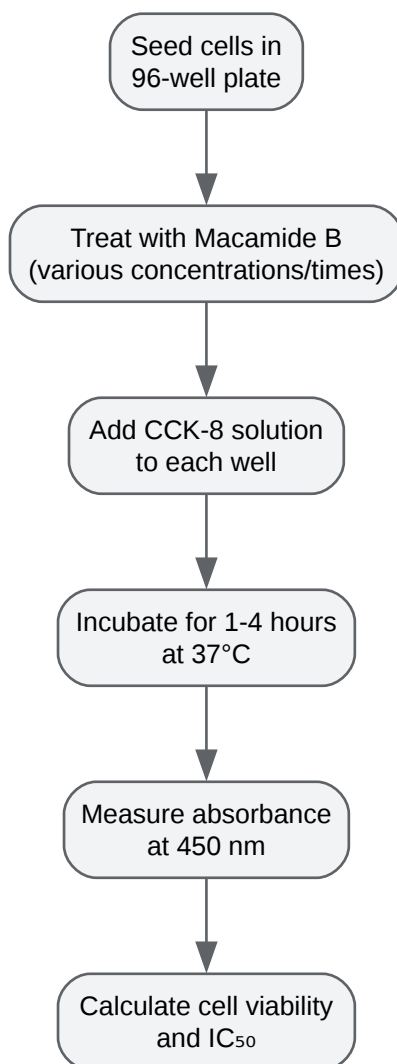 Seed cells in
96-well plate
Treat with Macamide B
(various concentrations/times)
Add CCK-8 solution
to each well
Incubate for 1-4 hours
at 37°C
Measure absorbance
at 450 nm
Calculate cell viability
and IC₅₀